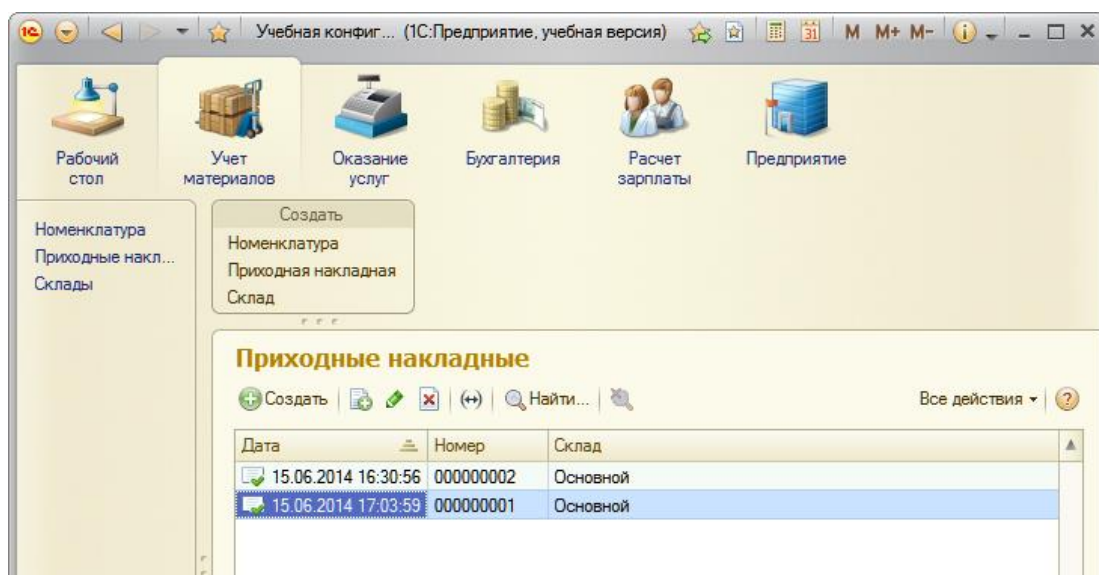 1С Учебная конфиг... (1С:Предприятие, учебная версия) 31 M M+ M-
Рабочий
стол
Учет
материалов
Оказание
услуг
Бухгалтерия
Расчет
зарплаты
Предприятие
Номенклатура
Приходные накл...
Склады
Создать
Номенклатура
Приходная накладная
Склад
Приходные накладные
Создать Найти... Все действия
Дата Номер Склад
15.06.2014 16:30:56 000000002 Основной
15.06.2014 17:03:59 000000001 Основной